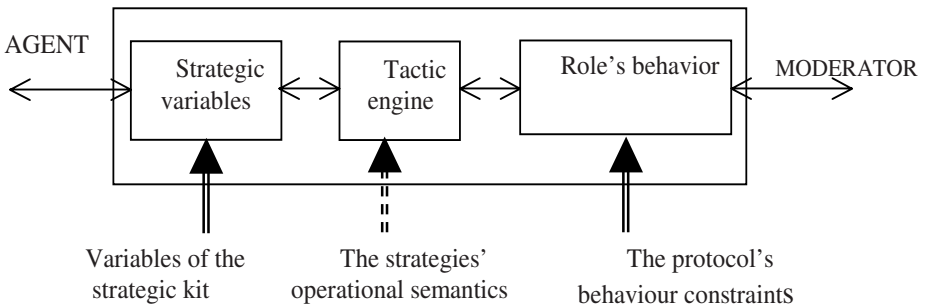 AGENT
Strategic
variables
Tactic
engine
Role's behavior
MODERATOR
Variables of the
strategic kit
The strategies'
operational semantics
The protocol's
behaviour constraints